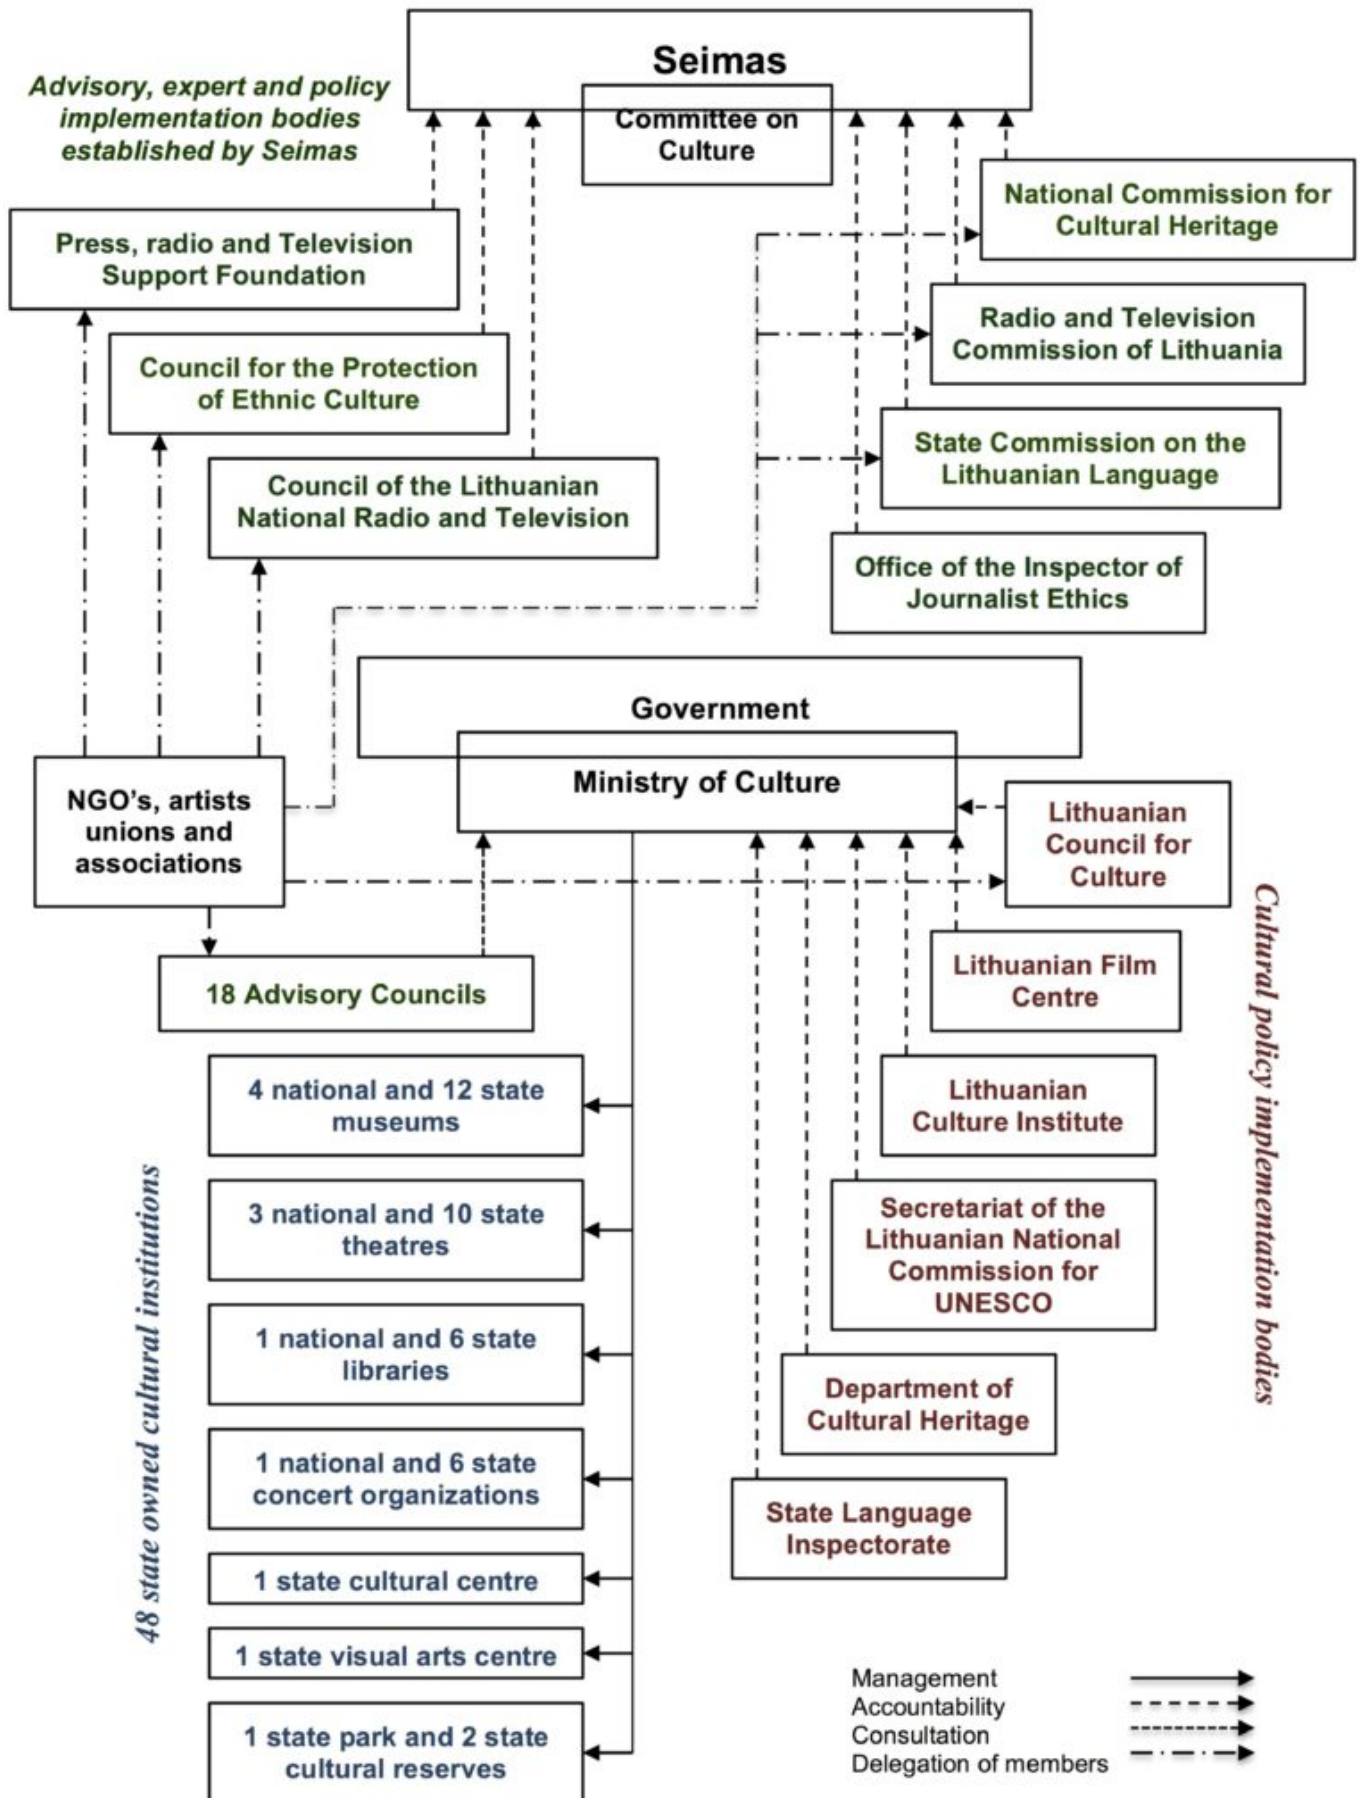 Seimas
Committee on
Culture
Advisory, expert and policy
implementation bodies
established by Seimas
National Commission for
Cultural Heritage
Press, radio and Television
Support Foundation
Radio and Television
Commission of Lithuania
Council for the Protection
of Ethnic Culture
State Commission on the
Lithuanian Language
Council of the Lithuanian
National Radio and Television
Office of the Inspector of
Journalist Ethics
Government
Ministry of Culture
NGO's, artists
unions and
associations
Lithuanian
Council for
Culture
18 Advisory Councils
Lithuanian Film
Centre
4 national and 12 state
museums
Lithuanian
Culture Institute
3 national and 10 state
theatres
Secretariat of the
Lithuanian National
Commission for
UNESCO
1 national and 6 state
libraries
Department of
Cultural Heritage
1 national and 6 state
concert organizations
State Language
Inspectorate
1 state cultural centre
1 state visual arts centre
1 state park and 2 state
cultural reserves
48 state owned cultural institutions
Cultural policy implementation bodies
Management
Accountability
Consultation
Delegation of members